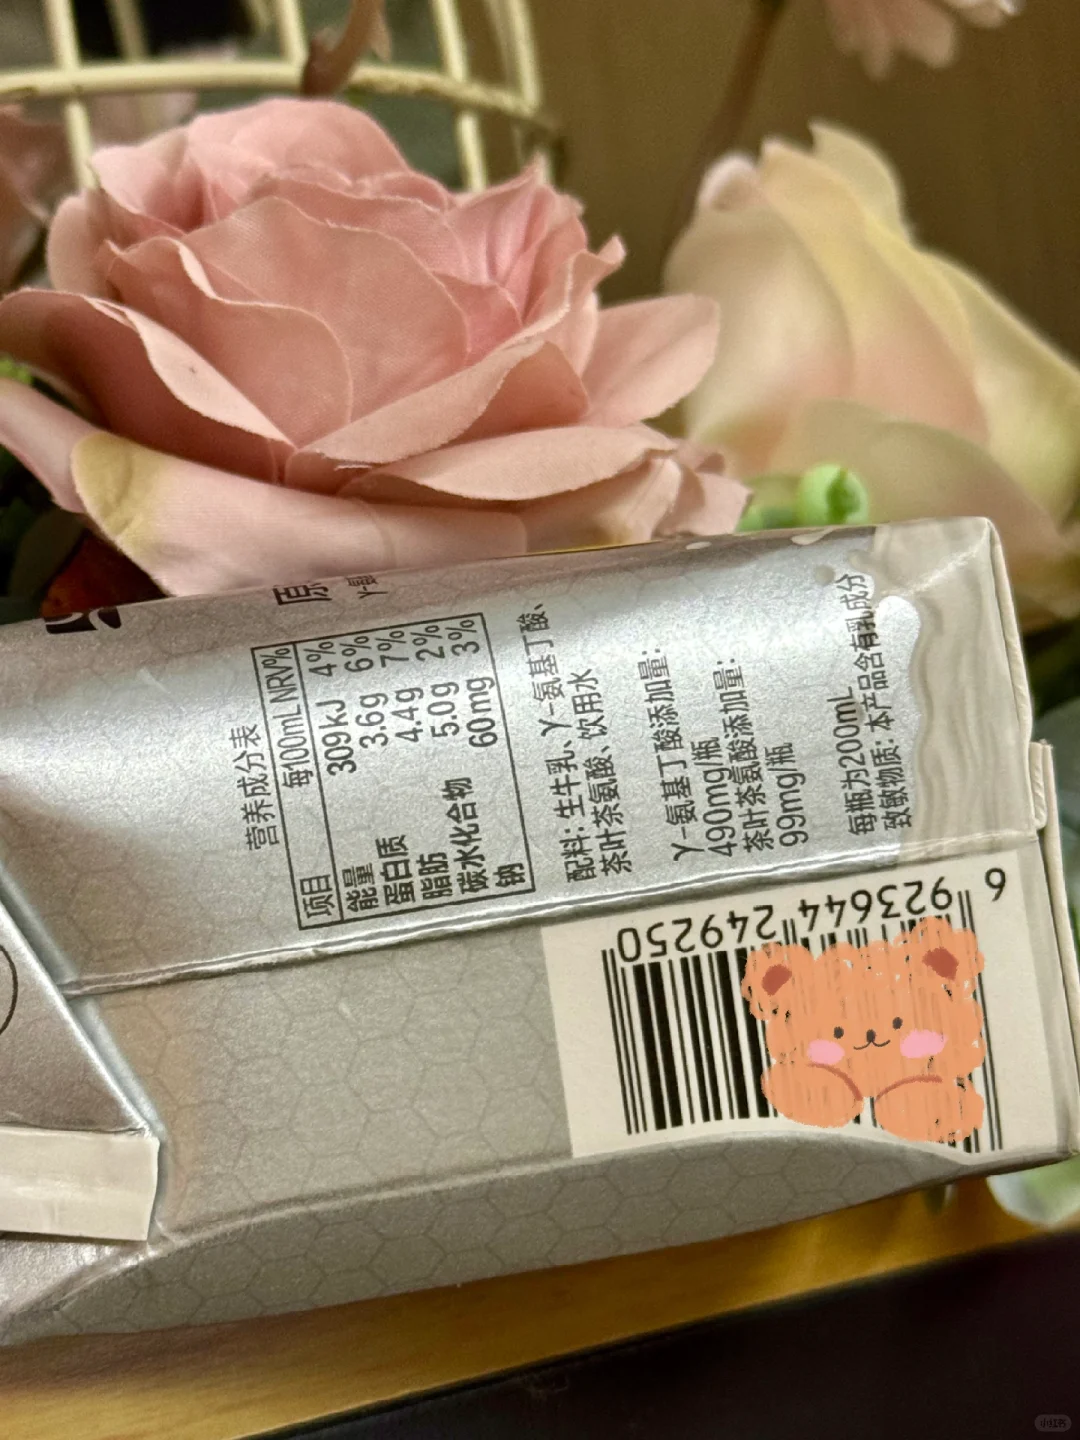 原
γ-氨
营养成分表
项目 每100mL NRV%
能量 309kJ 4%
蛋白质 3.6g 6%
脂肪 4.4g 7%
碳水化合物 5.0g 2%
钠 60mg 3%
配料: 生牛乳、γ-氨基丁酸、
茶叶茶氨酸、饮用水
γ-氨基丁酸添加量:
490mg/瓶
茶叶茶氨酸添加量:
99mg/瓶
每瓶为200mL
致敏物质: 本产品含有乳成分
6 923644 249250
小红书